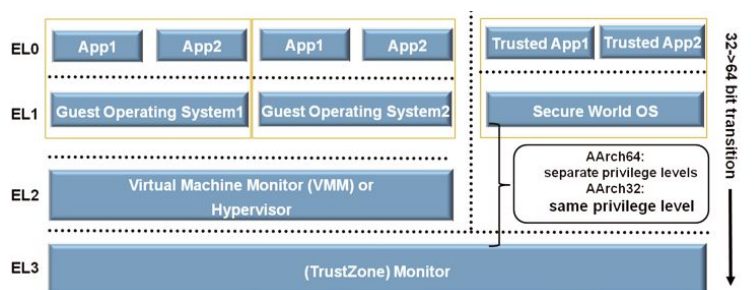 EL0
App1 App2 App1 App2 Trusted App1 Trusted App2
EL1
Guest Operating System1 Guest Operating System2 Secure World OS
EL2
Virtual Machine Monitor (VMM) or
Hypervisor
AArch64:
separate privilege levels
AArch32:
same privilege level
EL3
(TrustZone) Monitor
32->64 bit transition